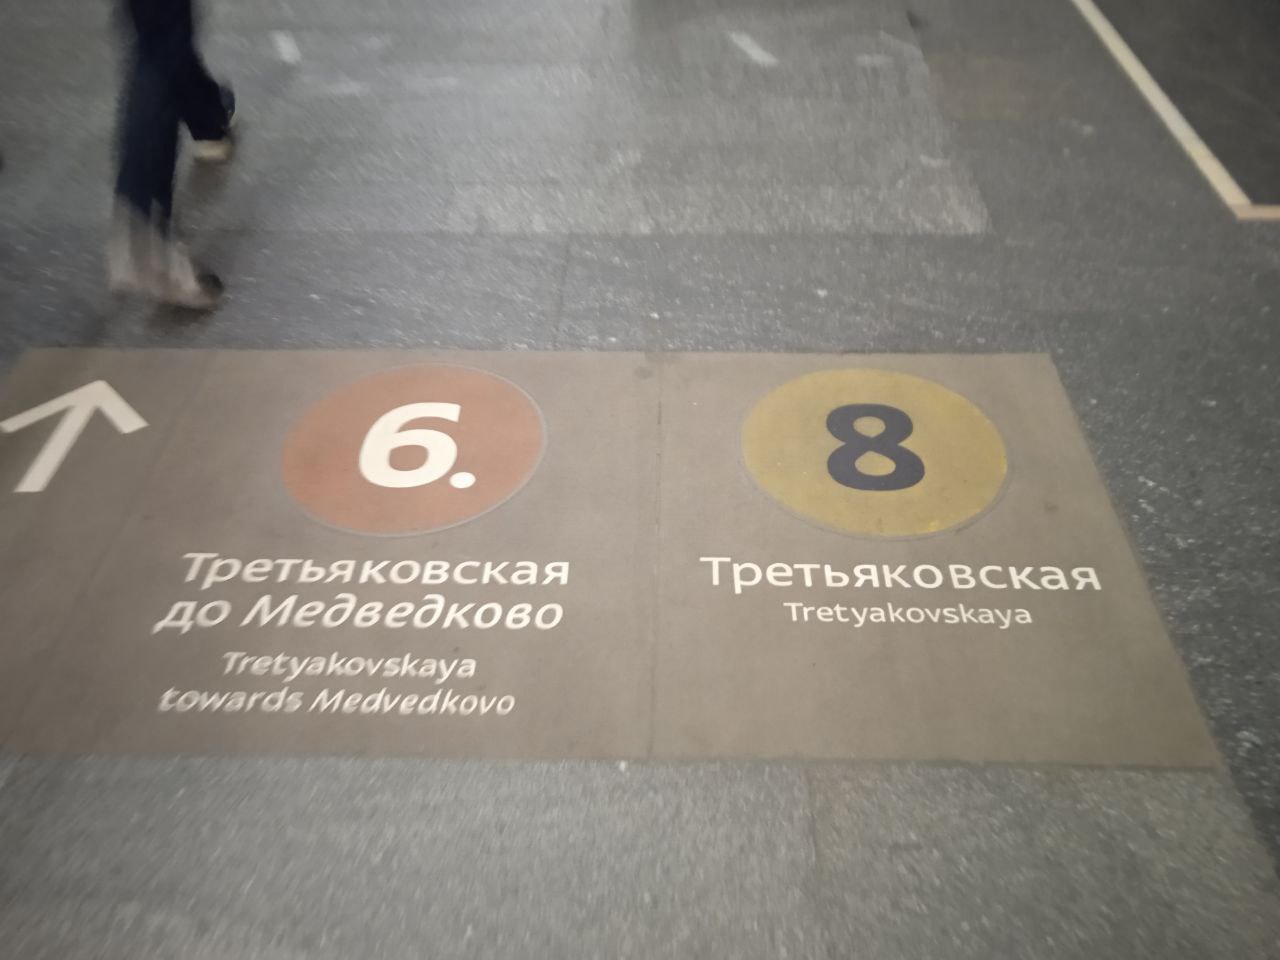 6.
Третьяковская
до Медведково
Tretyakovskaya
towards Medvedkovo
8
Третьяковская
Tretyakovskaya